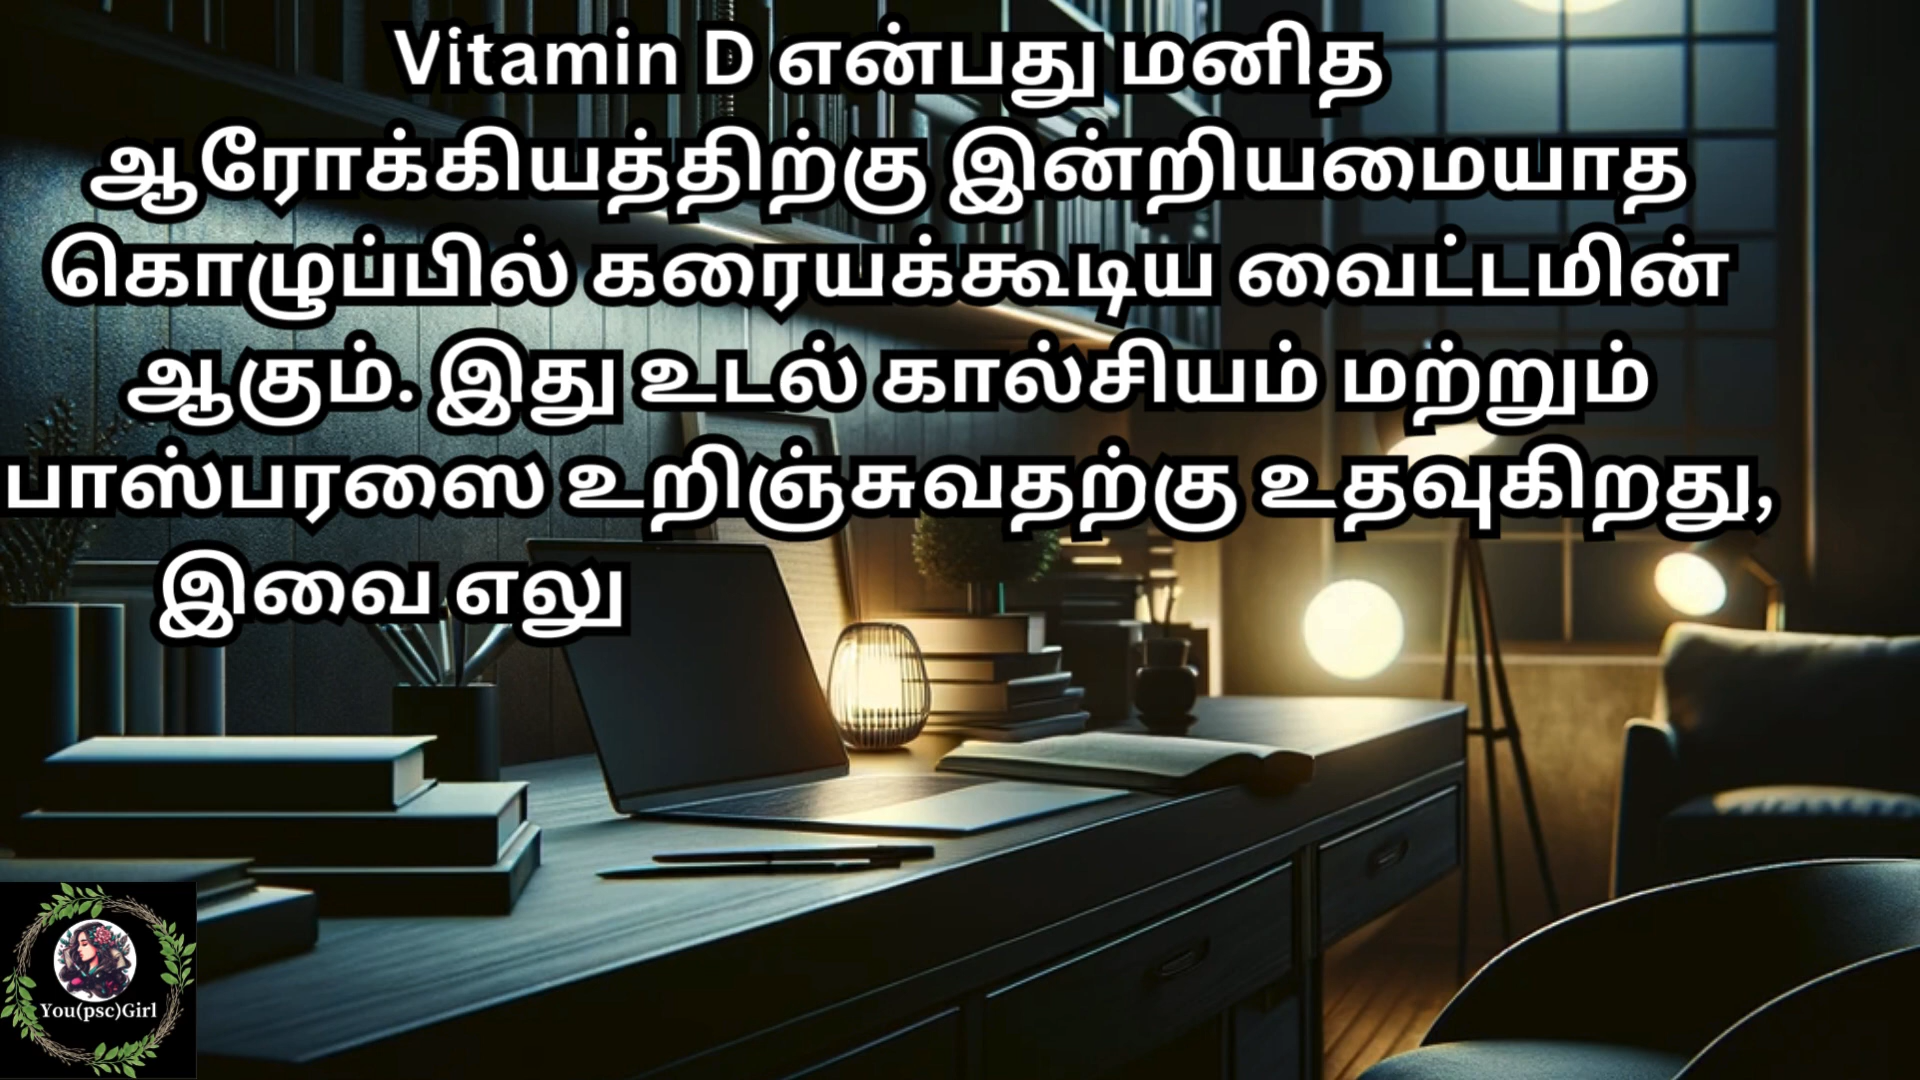 Vitamin D என்பது மனித
ஆரோக்கியத்திற்கு இன்றியமையாத
கொழுப்பில் கரையக்கூடிய வைட்டமின்
ஆகும். இது உடல் கால்சியம் மற்றும்
பாஸ்பரஸை உறிஞ்சுவதற்கு உதவுகிறது,
இவை எலு
You(psc)Girl